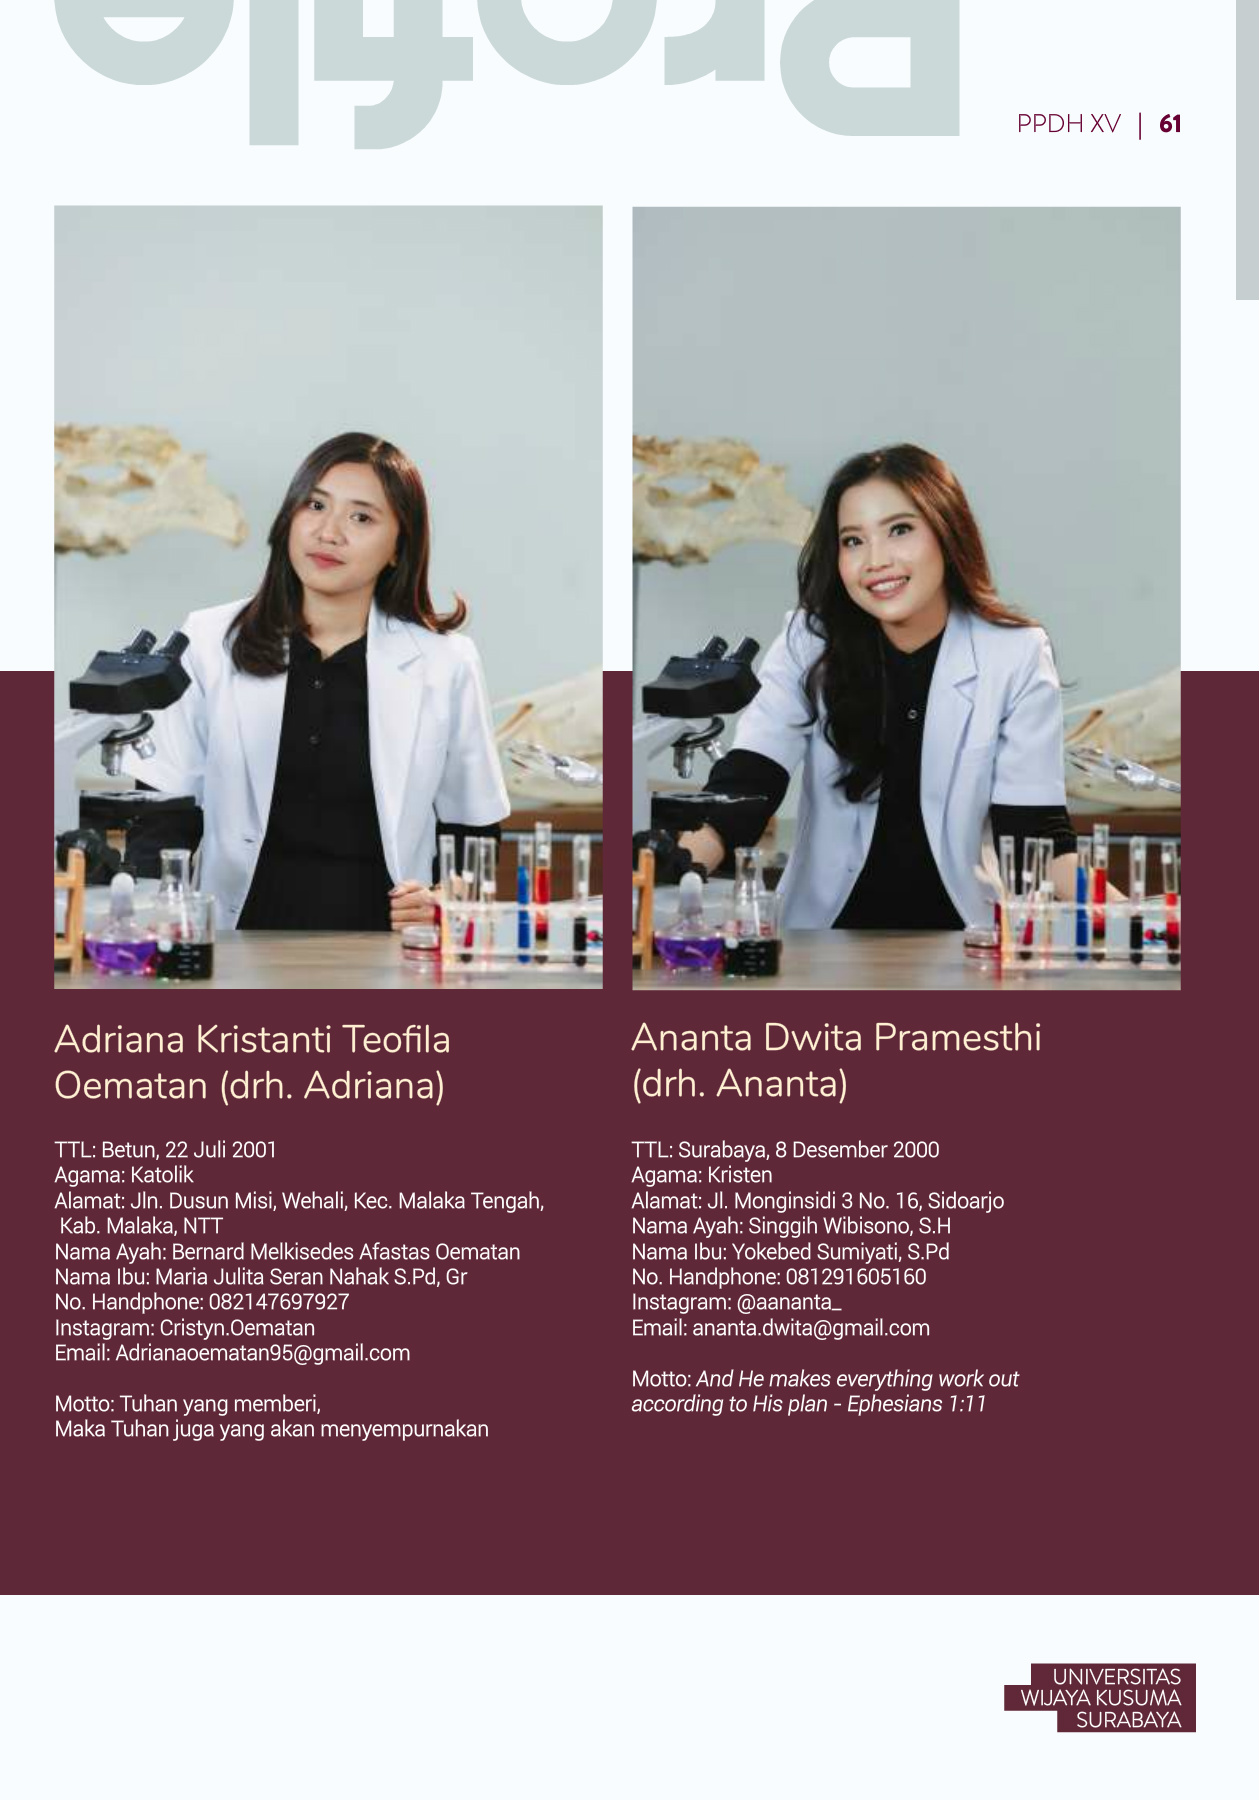 Profile
PPDH XV | 61
Adriana Kristanti Teofila
Oematan (drh. Adriana)
TTL: Betun, 22 Juli 2001
Agama: Katolik
Alamat: Jln. Dusun Misi, Wehali, Kec. Malaka Tengah,
Kab. Malaka, NTT
Nama Ayah: Bernard Melkisedes Afastas Oematan
Nama Ibu: Maria Julita Seran Nahak S.Pd, Gr
No. Handphone: 082147697927
Instagram: Cristyn.Oematan
Email: Adrianaoematan95@gmail.com
Motto: Tuhan yang memberi,
Maka Tuhan juga yang akan menyempurnakan
Ananta Dwita Pramesthi
(drh. Ananta)
TTL: Surabaya, 8 Desember 2000
Agama: Kristen
Alamat: Jl. Monginsidi 3 No. 16, Sidoarjo
Nama Ayah: Singgih Wibisono, S.H
Nama Ibu: Yokebed Sumiyati, S.Pd
No. Handphone: 081291605160
Instagram: @aananta_
Email: ananta.dwita@gmail.com
Motto: And He makes everything work out
according to His plan - Ephesians 1:11
UNIVERSITAS
WIJAYA KUSUMA
SURABAYA